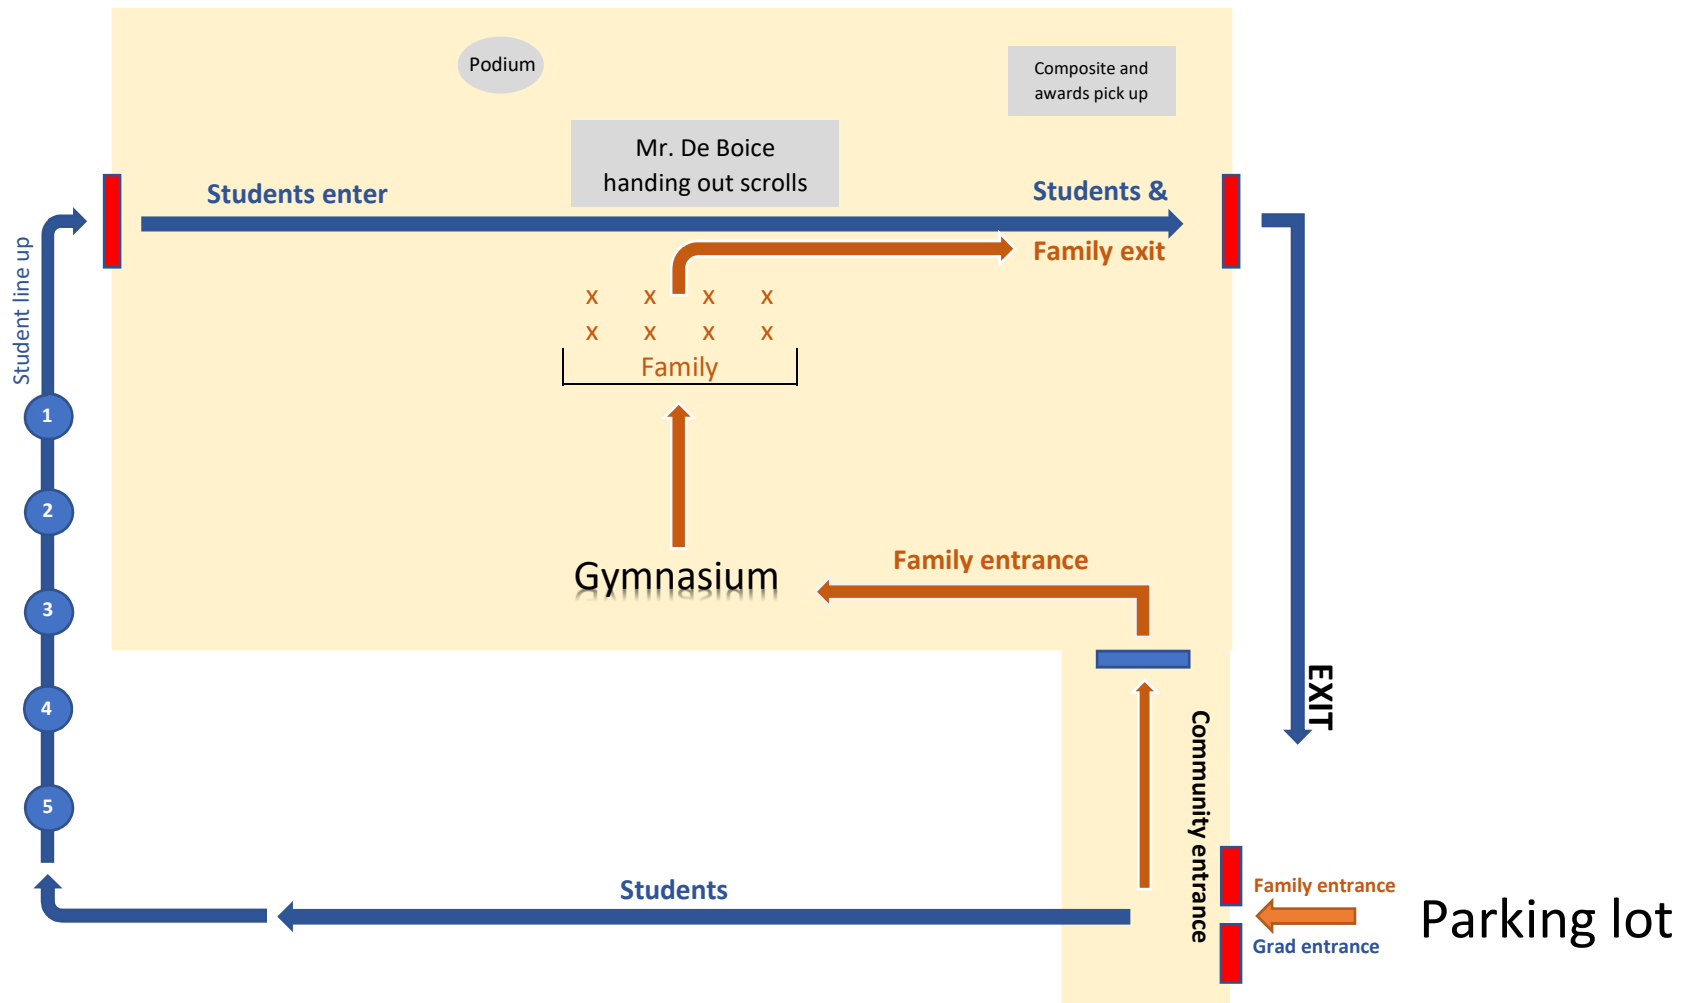 Podium
Composite and
awards pick up
Mr. De Boice
handing out scrolls
Students enter
Students &
Family exit
Student line up
x x x x
x x x x
Family
1
2
3
4
5
Gymnasium
Family entrance
EXIT
Community entrance
Students
Family entrance
Grad entrance
Parking lot